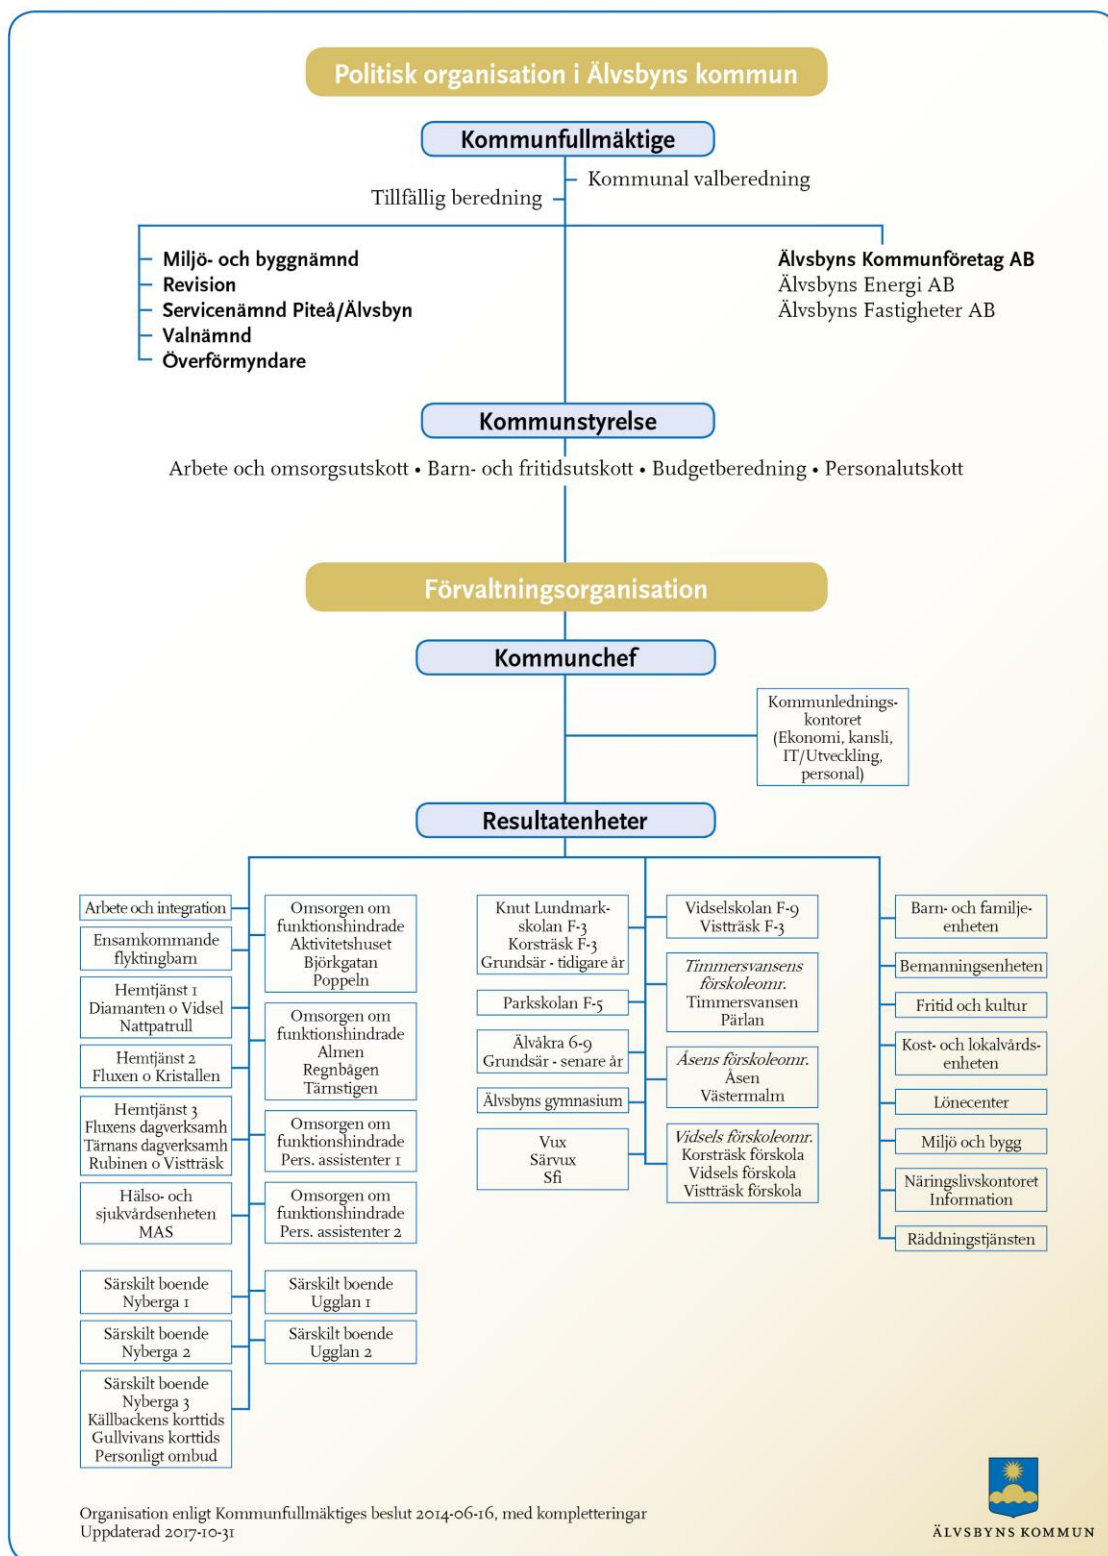 Politisk organisation i Älvsbyns kommun
Kommunfullmäktige
Kommunal valberedning
Tillfällig beredning
Miljö- och byggnämnd
Revision
Servicenämnd Piteå/Älvsbyn
Valnämnd
Överförmyndare
Älvsbyns Kommunföretag AB
Älvsbyns Energi AB
Älvsbyns Fastigheter AB
Kommunstyrelse
Arbete och omsorgsutskott • Barn- och fritidsutskott • Budgetberedning • Personalutskott
Förvaltningsorganisation
Kommunchef
Kommunlednings-
kontoret
(Ekonomi, kansli,
IT/Utveckling,
personal)
Resultatenheter
Arbete och integration
Ensamkommande
flyktingbarn
Hemtjänst 1
Diamanten o Vidsel
Nattpatrull
Hemtjänst 2
Fluxen o Kristallen
Hemtjänst 3
Fluxens dagverksamh
Tärnans dagverksamh
Rubinen o Vistträsk
Hälso- och
sjukvårdsenheten
MAS
Särskilt boende
Nyberga 1
Särskilt boende
Nyberga 2
Särskilt boende
Nyberga 3
Källbackens korttids
Gullvivans korttids
Personligt ombud
Omsorgen om
funktionshindrade
Aktivitetshuset
Björkgatan
Poppeln
Omsorgen om
funktionshindrade
Almen
Regnbågen
Tärnstigen
Omsorgen om
funktionshindrade
Pers. assistenter 1
Omsorgen om
funktionshindrade
Pers. assistenter 2
Särskilt boende
Ugglan 1
Särskilt boende
Ugglan 2
Knut Lundmark-
skolan F-3
Korsträsk F-3
Grundsär - tidigare år
Parkskolan F-5
Älvåkra 6-9
Grundsär - senare år
Älvsbyns gymnasium
Vux
Särvux
Sfi
Vidselskolan F-9
Vistträsk F-3
Timmersvansens
förskoleomr.
Timmersvansen
Pärlan
Åsens förskoleomr.
Åsen
Västermalm
Vidsels förskoleomr.
Korsträsk förskola
Vidsels förskola
Vistträsk förskola
Barn- och familje-
enheten
Bemanningsenheten
Fritid och kultur
Kost- och lokalvårds-
enheten
Lönecenter
Miljö och bygg
Näringslivskontoret
Information
Räddningstjänsten
Organisation enligt Kommunfullmäktiges beslut 2014-06-16, med kompletteringar
Uppdaterad 2017-10-31
ÄLVSBYNS KOMMUN